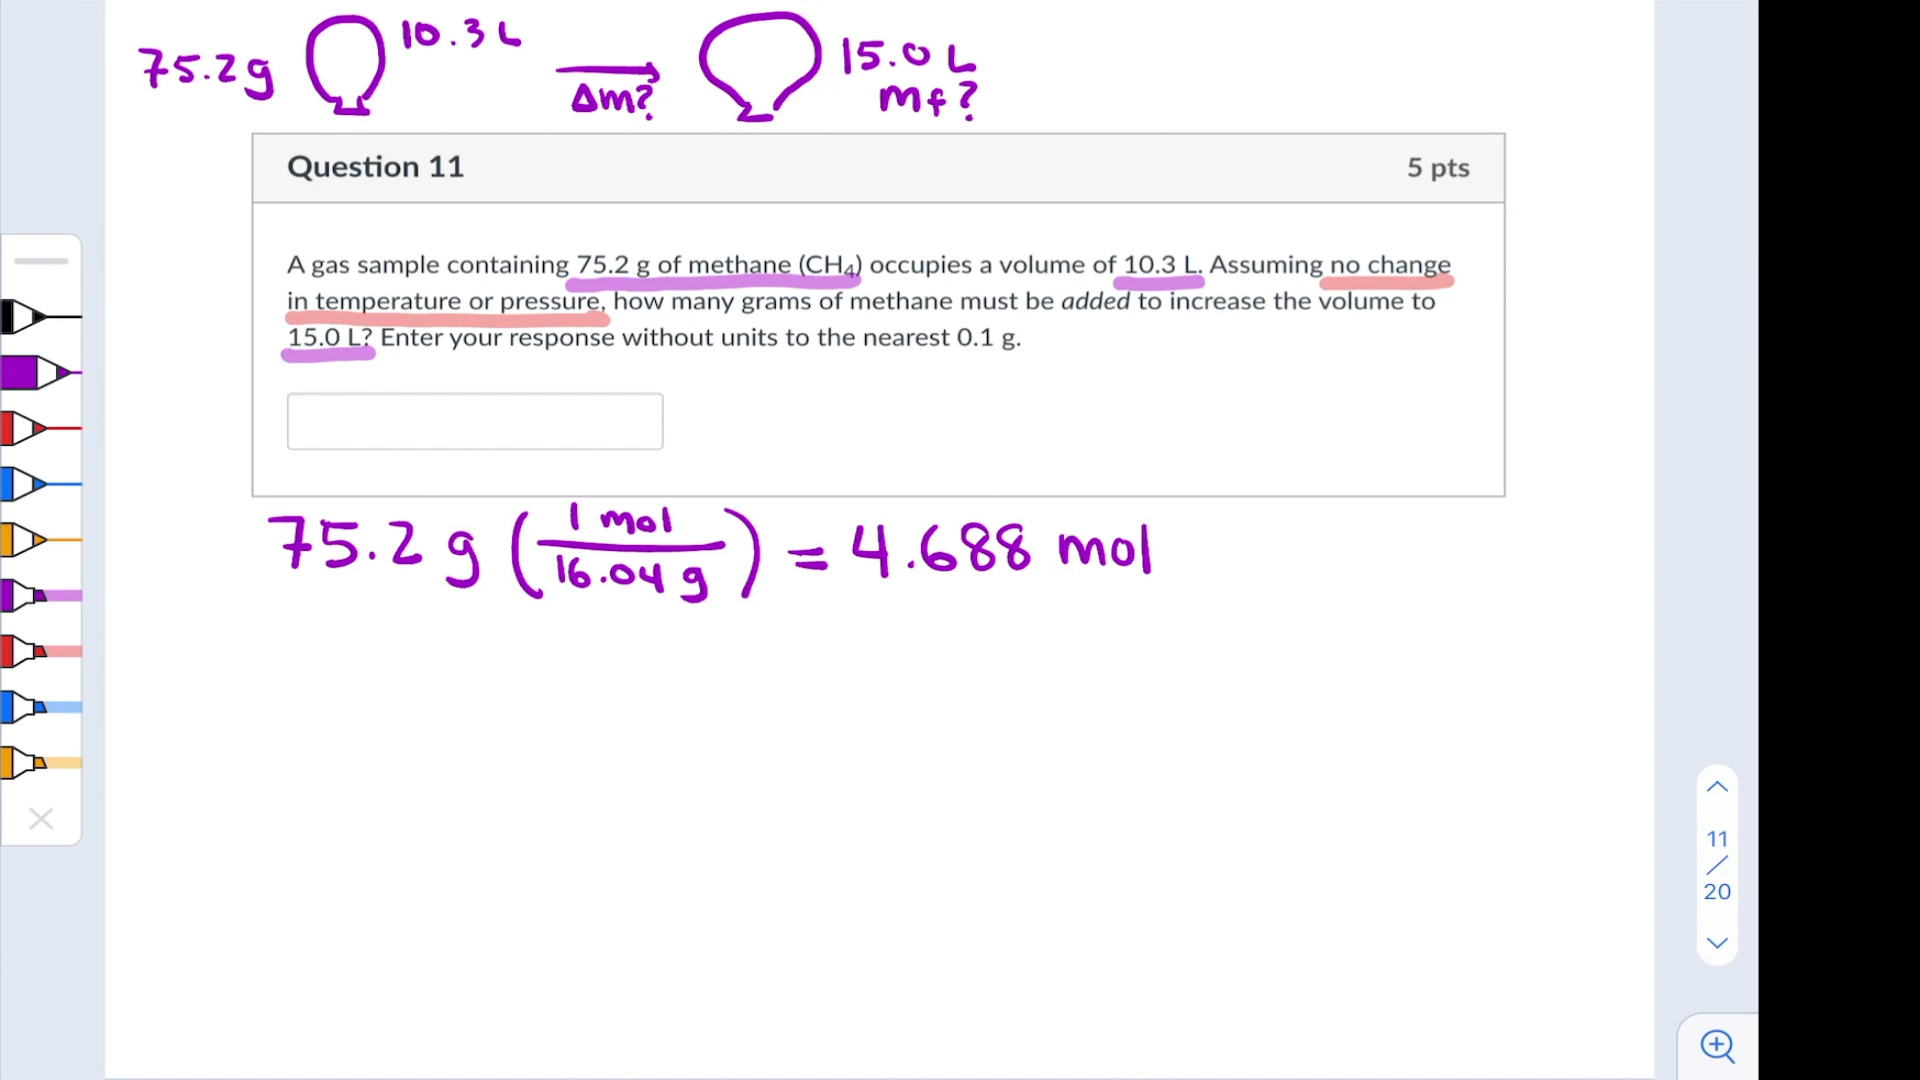 75.2g 10.3 L Δm? 15.0 L
mf?
Question 11 5 pts
A gas sample containing 75.2 g of methane (CH₄) occupies a volume of 10.3 L. Assuming no change
in temperature or pressure, how many grams of methane must be added to increase the volume to
15.0 L? Enter your response without units to the nearest 0.1 g.
75.2 g (1 mol / 16.04 g) = 4.688 mol
11
/
20